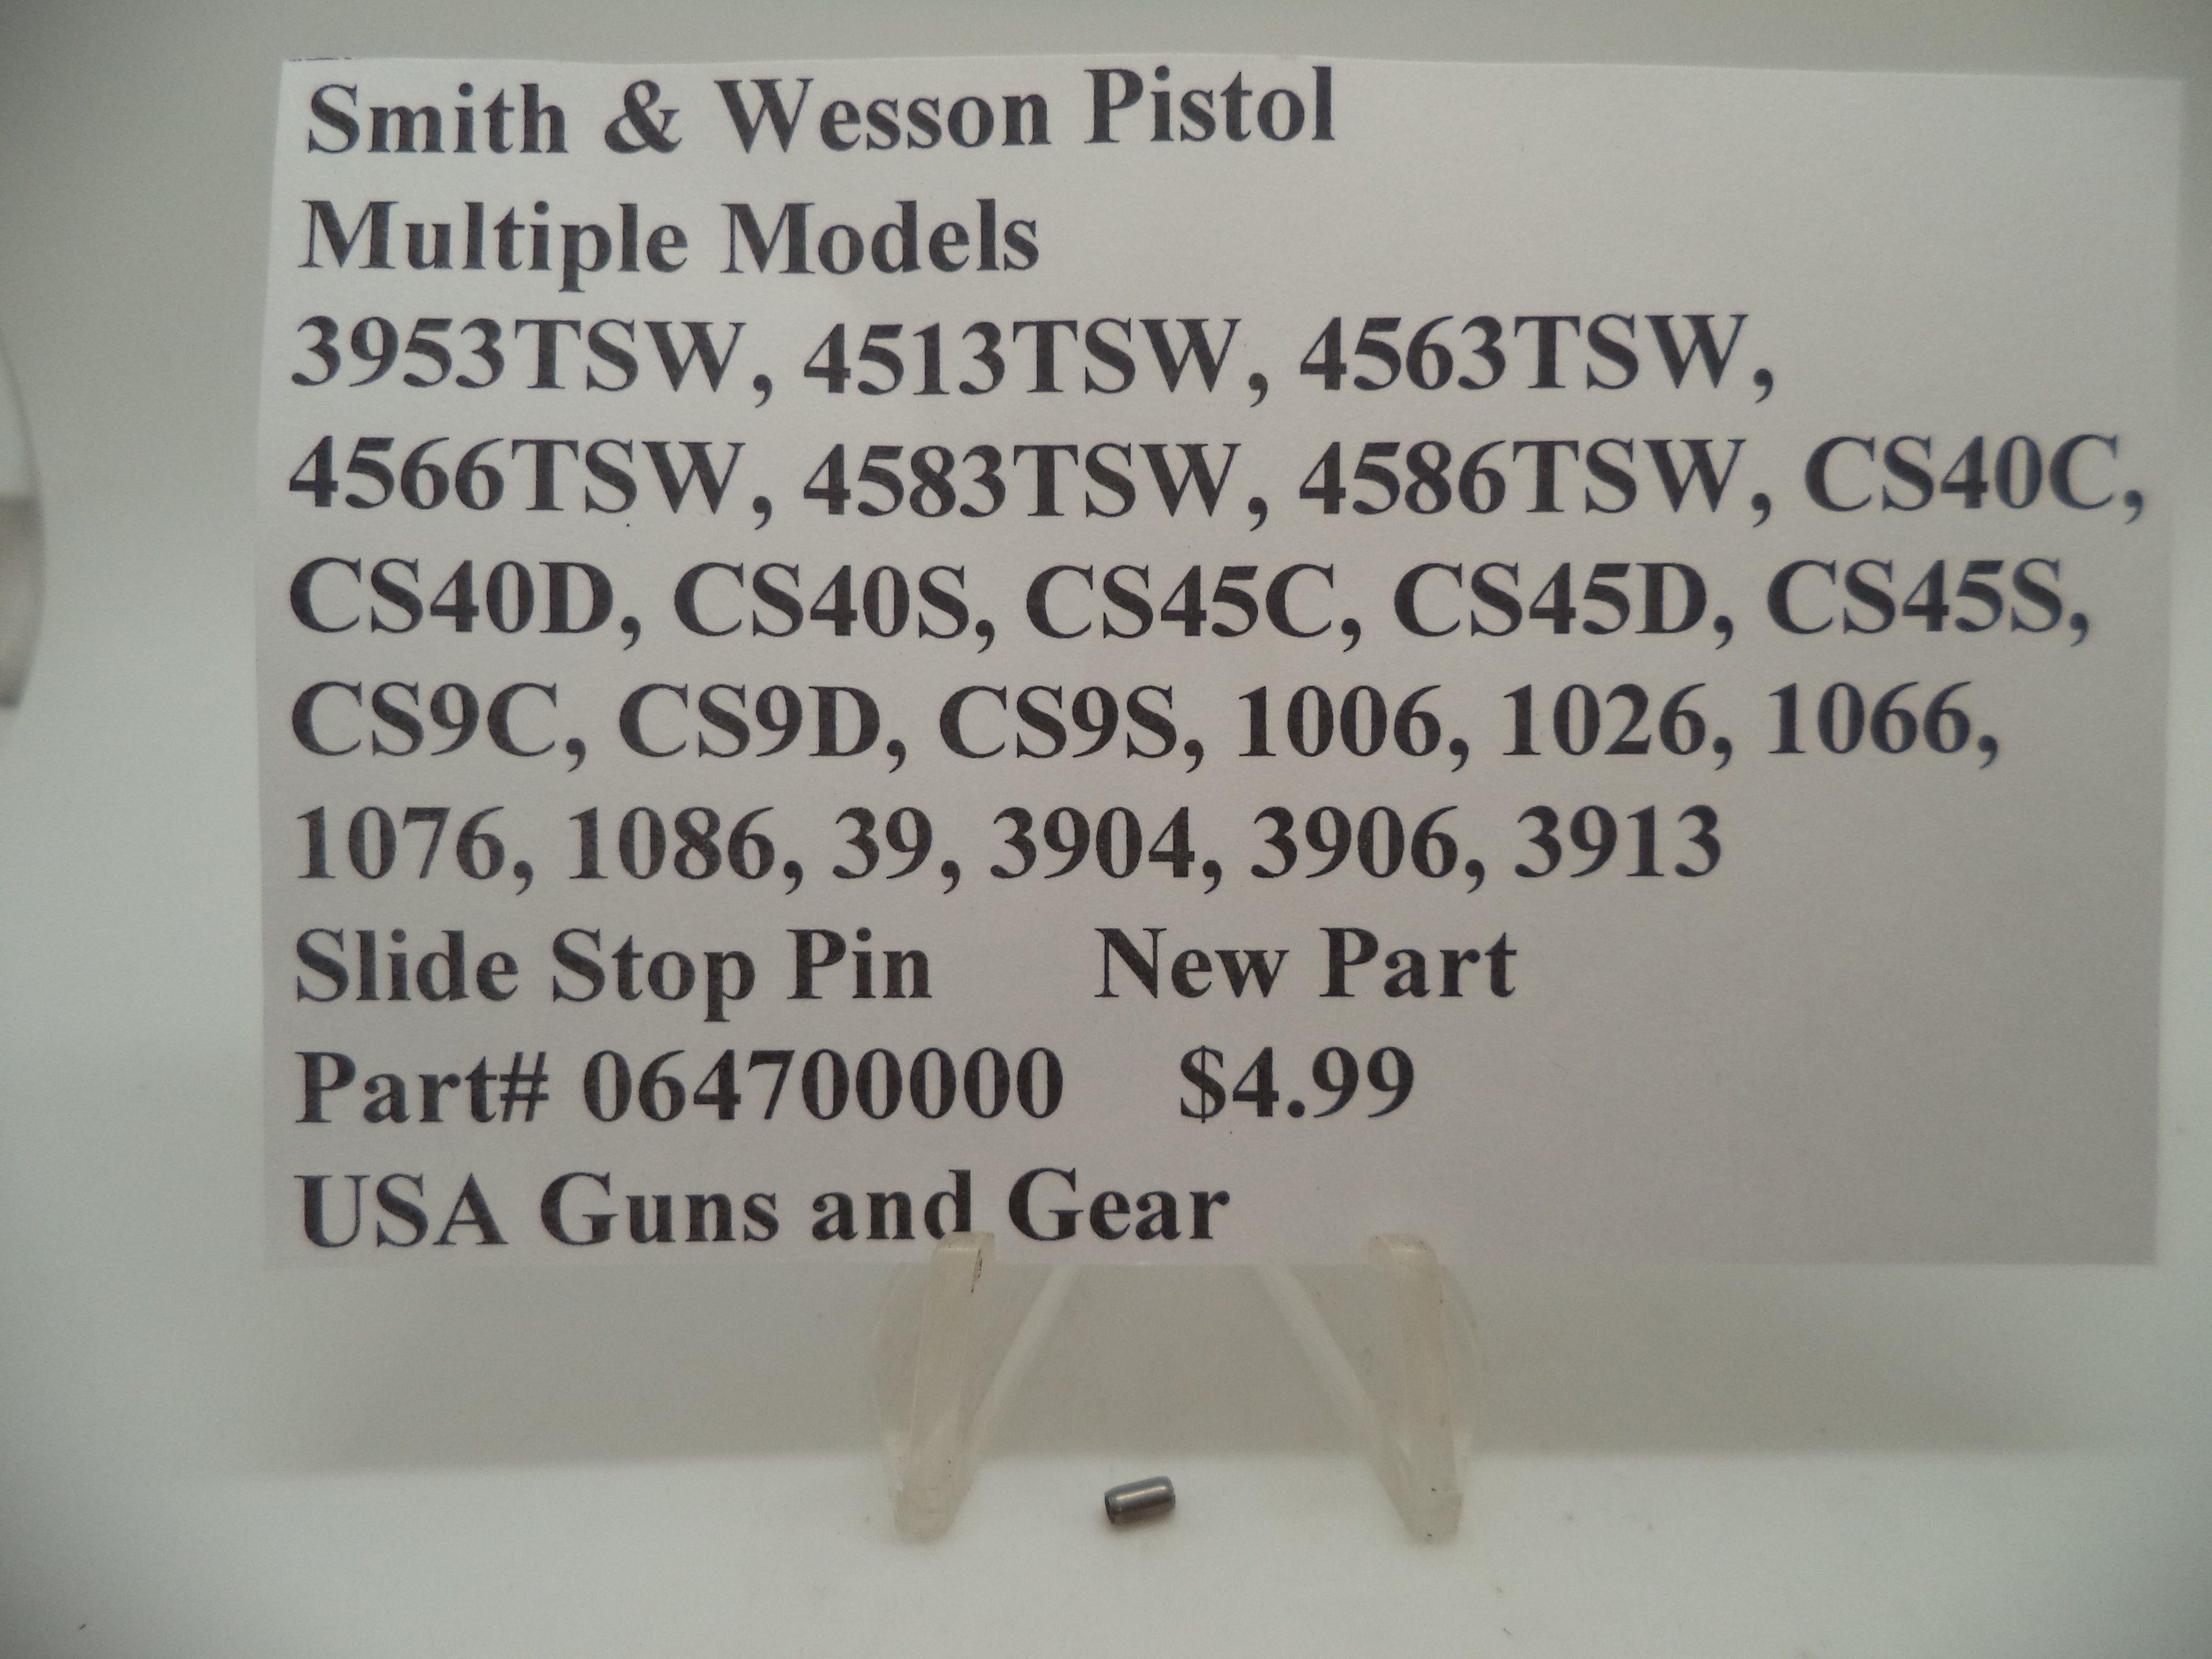 Smith & Wesson Pistol
Multiple Models
3953TSW, 4513TSW, 4563TSW,
4566TSW, 4583TSW, 4586TSW, CS40C,
CS40D, CS40S, CS45C, CS45D, CS45S,
CS9C, CS9D, CS9S, 1006, 1026, 1066,
1076, 1086, 39, 3904, 3906, 3913
Slide Stop Pin New Part
Part# 064700000 $4.99
USA Guns and Gear